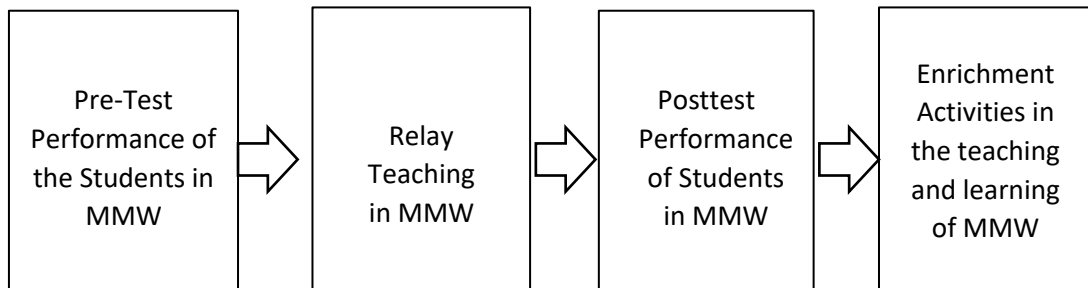 Pre-Test
Performance of
the Students in
MMW
Relay
Teaching
in MMW
Posttest
Performance
of Students
in MMW
Enrichment
Activities in
the teaching
and learning
of MMW